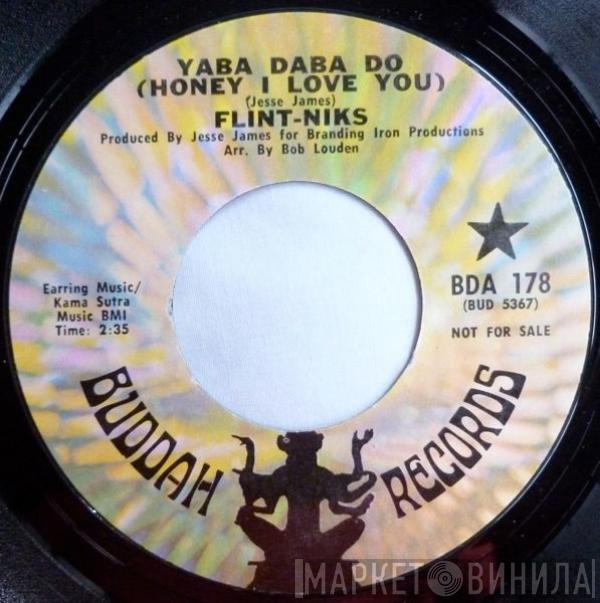 YABA DABA DO
(HONEY I LOVE YOU)
(Jesse James)
FLINT-NIKS
Produced By Jesse James for Branding Iron Productions
Arr. By Bob Louden
Earring Music/
Kama Sutra
Music BMI
Time: 2:35
BDA 178
(BUD 5367)
NOT FOR SALE
BUDDAH RECORDS
МАРКЕТ ВИНИЛА